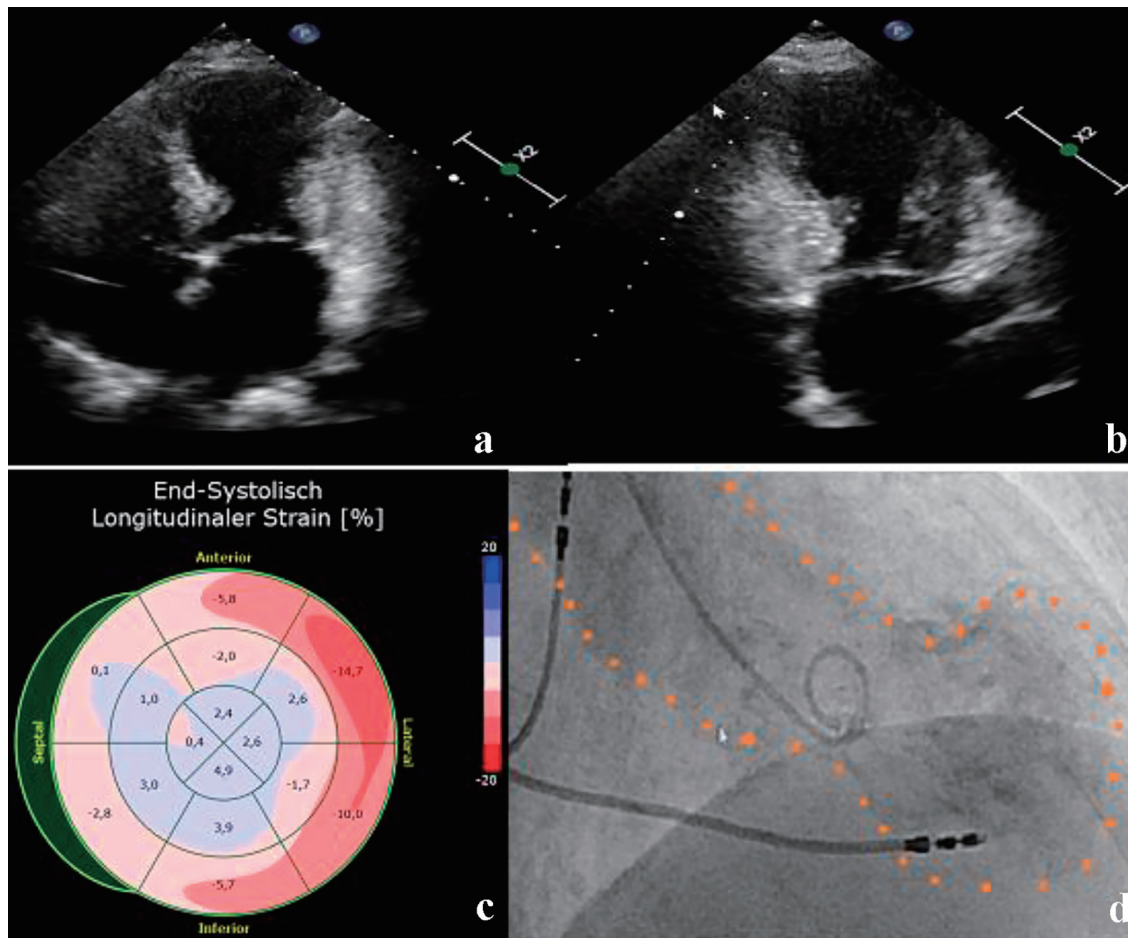 X2
X2
a
b
End-Systolisch
Longitudinaler Strain [%]
20
Anterior
-5,8
-2,0
0,1
1,0
2,4
2,6
-14,7
Septal
0,4
2,6
Lateral
4,9
-20
-2,8
3,0
-1,7
-10,0
3,9
-5,7
Inferior
c
d